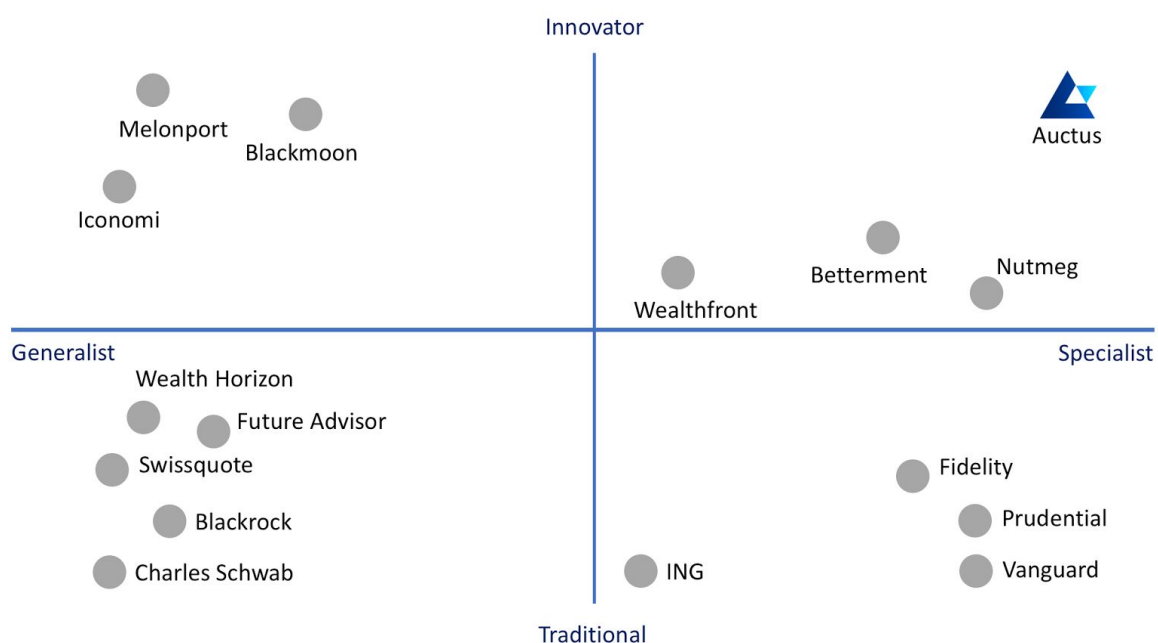 Innovator
Melonport
Blackmoon
Auctus
Iconomi
Betterment
Nutmeg
Wealthfront
Generalist
Specialist
Wealth Horizon
Future Advisor
Swissquote
Fidelity
Blackrock
Prudential
Charles Schwab
ING
Vanguard
Traditional